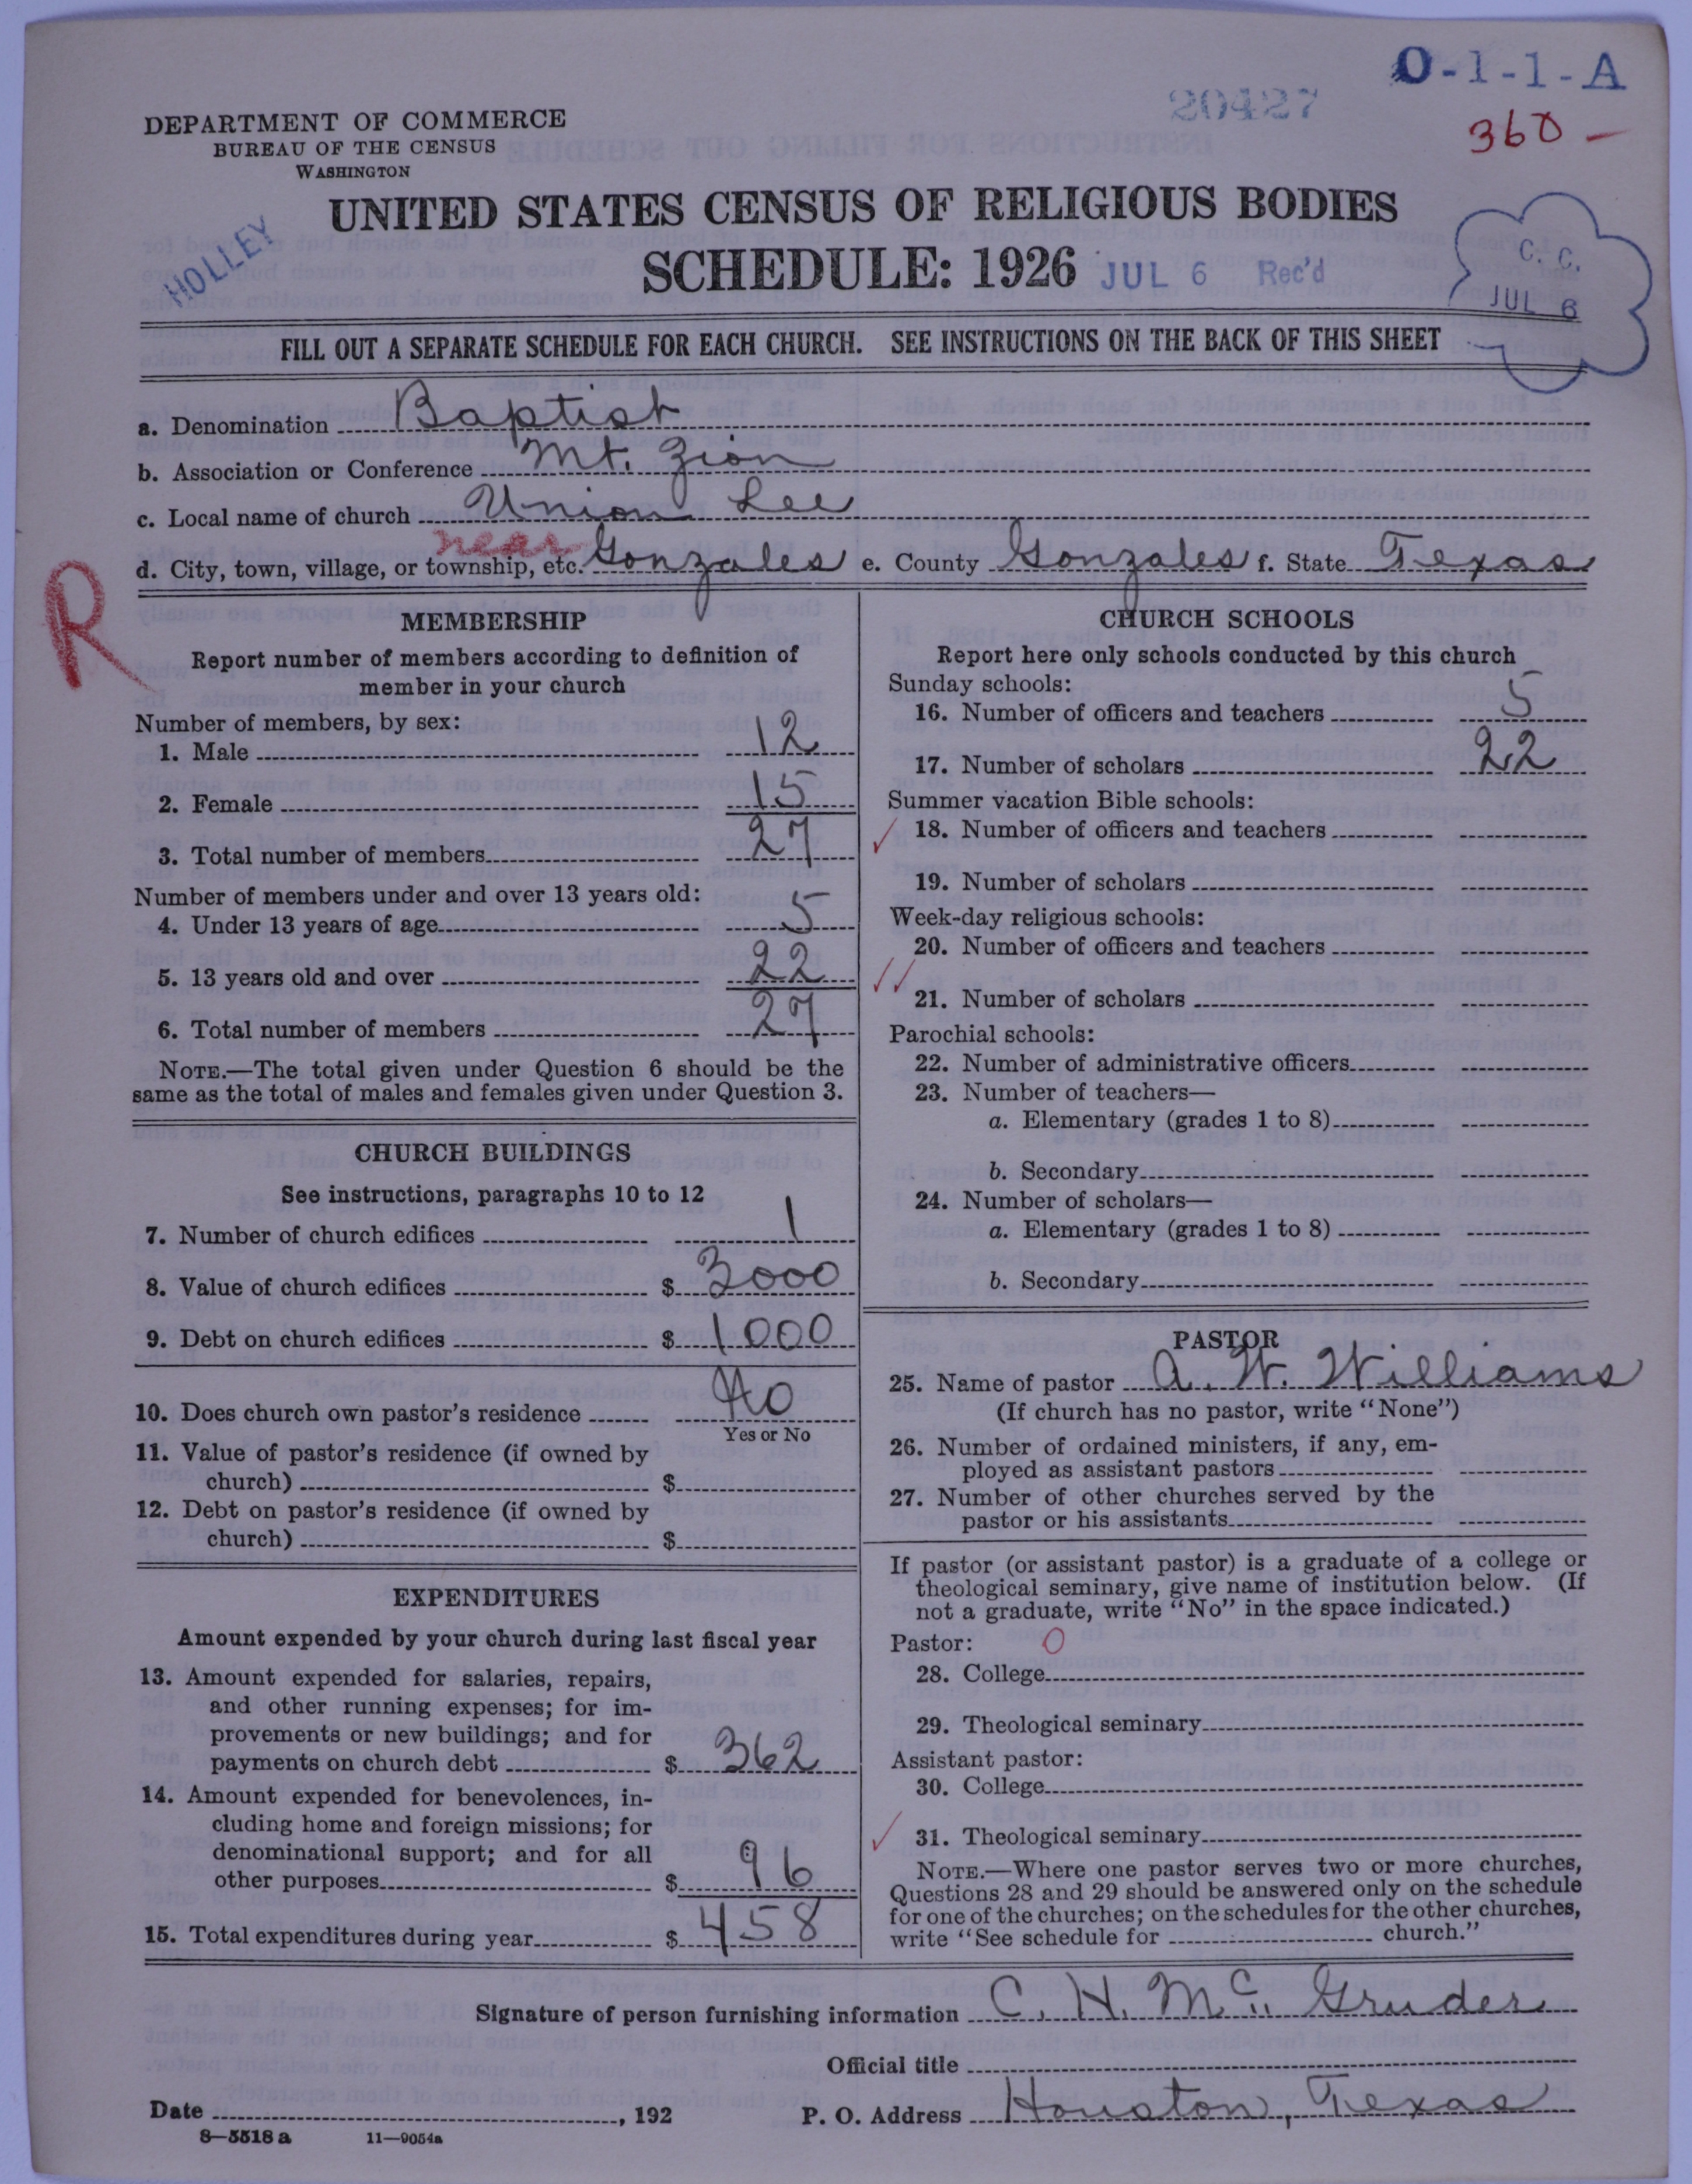 O-1-1-A
20427
360 –
DEPARTMENT OF COMMERCE
BUREAU OF THE CENSUS
WASHINGTON
UNITED STATES CENSUS OF RELIGIOUS BODIES
HOLLEY
SCHEDULE: 1926 JUL 6 Rec'd
C. C.
JUL 6
FILL OUT A SEPARATE SCHEDULE FOR EACH CHURCH. SEE INSTRUCTIONS ON THE BACK OF THIS SHEET
a. Denomination Baptist
b. Association or Conference Mt. Zion
c. Local name of church Union Lee
near
d. City, town, village, or township, etc. Gonzales e. County Gonzales f. State Texas
R
MEMBERSHIP
Report number of members according to definition of
member in your church
Number of members, by sex:
1. Male 12
2. Female 15
3. Total number of members 27
Number of members under and over 13 years old:
4. Under 13 years of age 5
5. 13 years old and over 22
6. Total number of members 27
NOTE.—The total given under Question 6 should be the
same as the total of males and females given under Question 3.
CHURCH BUILDINGS
See instructions, paragraphs 10 to 12
7. Number of church edifices 1
8. Value of church edifices $ 3000
9. Debt on church edifices $ 1000
10. Does church own pastor's residence No
Yes or No
11. Value of pastor's residence (if owned by
church) $
12. Debt on pastor's residence (if owned by
church) $
EXPENDITURES
Amount expended by your church during last fiscal year
13. Amount expended for salaries, repairs,
and other running expenses; for im-
provements or new buildings; and for
payments on church debt $ 362
14. Amount expended for benevolences, in-
cluding home and foreign missions; for
denominational support; and for all
other purposes $ 96
15. Total expenditures during year $ 458
CHURCH SCHOOLS
Report here only schools conducted by this church
Sunday schools:
16. Number of officers and teachers 5
17. Number of scholars 22
Summer vacation Bible schools:
18. Number of officers and teachers
19. Number of scholars
Week-day religious schools:
20. Number of officers and teachers
21. Number of scholars
Parochial schools:
22. Number of administrative officers
23. Number of teachers—
a. Elementary (grades 1 to 8)
b. Secondary
24. Number of scholars—
a. Elementary (grades 1 to 8)
b. Secondary
PASTOR
25. Name of pastor A. W. Williams
(If church has no pastor, write "None")
26. Number of ordained ministers, if any, em-
ployed as assistant pastors
27. Number of other churches served by the
pastor or his assistants
If pastor (or assistant pastor) is a graduate of a college or
theological seminary, give name of institution below. (If
not a graduate, write "No" in the space indicated.)
Pastor: 0
28. College
29. Theological seminary
Assistant pastor:
30. College
31. Theological seminary
NOTE.—Where one pastor serves two or more churches,
Questions 28 and 29 should be answered only on the schedule
for one of the churches; on the schedules for the other churches,
write "See schedule for church."
Signature of person furnishing information C. H. Mc. Gruder
Official title
Date , 192 P. O. Address Houston, Texas
8—5518 a 11—9054a